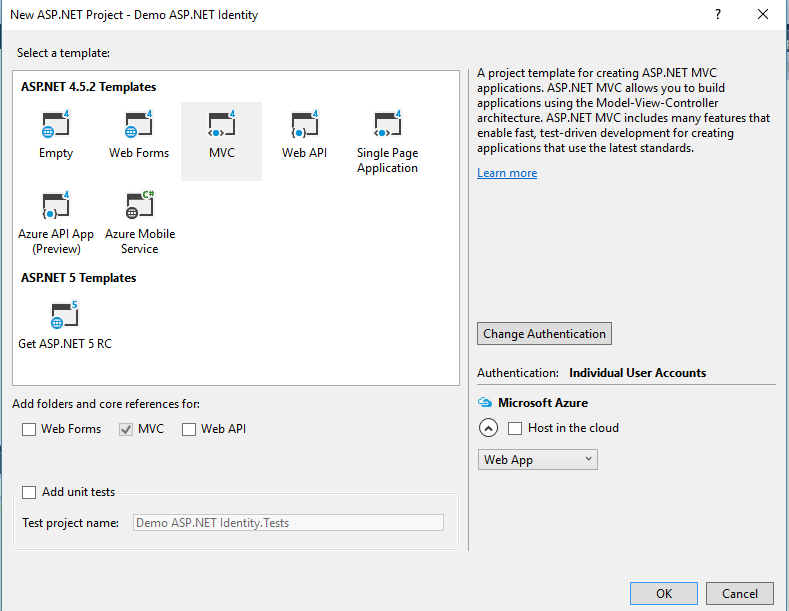 New ASP.NET Project - Demo ASP.NET Identity
?
Select a template:
ASP.NET 4.5.2 Templates
4 4 4 4 4
Empty Web Forms MVC Web API Single Page
Application
4 C#
Azure API App Azure Mobile
(Preview) Service
ASP.NET 5 Templates
5
Get ASP.NET 5 RC
A project template for creating ASP.NET MVC
applications. ASP.NET MVC allows you to build
applications using the Model-View-Controller
architecture. ASP.NET MVC includes many features that
enable fast, test-driven development for creating
applications that use the latest standards.
Learn more
Change Authentication
Authentication: Individual User Accounts
Microsoft Azure
Host in the cloud
Web App
Add folders and core references for:
Web Forms MVC Web API
Add unit tests
Test project name: Demo ASP.NET Identity.Tests
OK Cancel